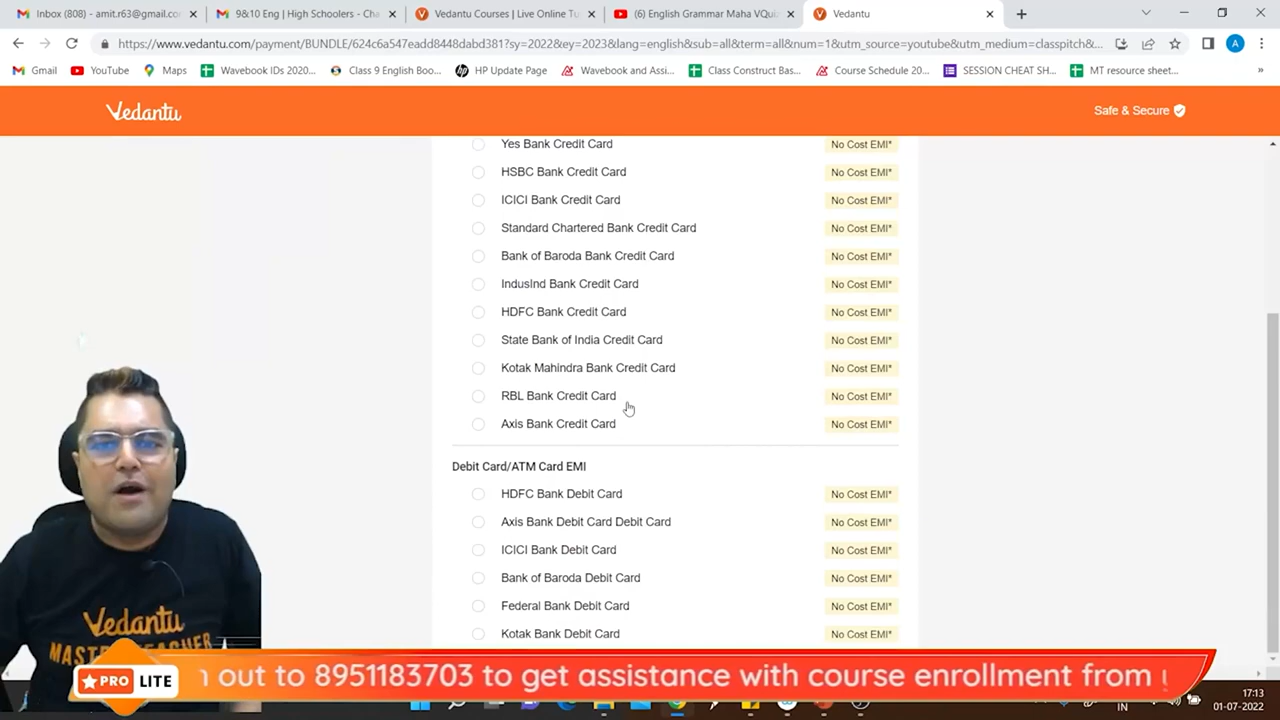 Inbox (808) - amit.r63@gmail.co
9&10 Eng | High Schoolers - Cha
Vedantu Courses | Live Online Tu
(6) English Grammar Maha VQuiz
Vedantu
https://www.vedantu.com/payment/BUNDLE/624c6a547eadd8448dabd381?sy=2022&ey=2023&lang=english&sub=all&term=all&num=1&utm_source=youtube&utm_medium=classpitch&...
A
Gmail
YouTube
Maps
Wavebook IDs 2020...
Class 9 English Boo...
HP Update Page
Wavebook and Assi...
Class Construct Bas...
Course Schedule 20...
SESSION CHEAT SH...
MT resource sheet...
Vedantu
Safe & Secure
Yes Bank Credit Card No Cost EMI*
HSBC Bank Credit Card No Cost EMI*
ICICI Bank Credit Card No Cost EMI*
Standard Chartered Bank Credit Card No Cost EMI*
Bank of Baroda Bank Credit Card No Cost EMI*
IndusInd Bank Credit Card No Cost EMI*
HDFC Bank Credit Card No Cost EMI*
State Bank of India Credit Card No Cost EMI*
Kotak Mahindra Bank Credit Card No Cost EMI*
RBL Bank Credit Card No Cost EMI*
Axis Bank Credit Card No Cost EMI*
Debit Card/ATM Card EMI
HDFC Bank Debit Card No Cost EMI*
Axis Bank Debit Card Debit Card No Cost EMI*
ICICI Bank Debit Card No Cost EMI*
Bank of Baroda Debit Card No Cost EMI*
Federal Bank Debit Card No Cost EMI*
Kotak Bank Debit Card No Cost EMI*
Vedantu
PRO LITE
out to 8951183703 to get assistance with course enrollment from
IN
17:13
01-07-2022